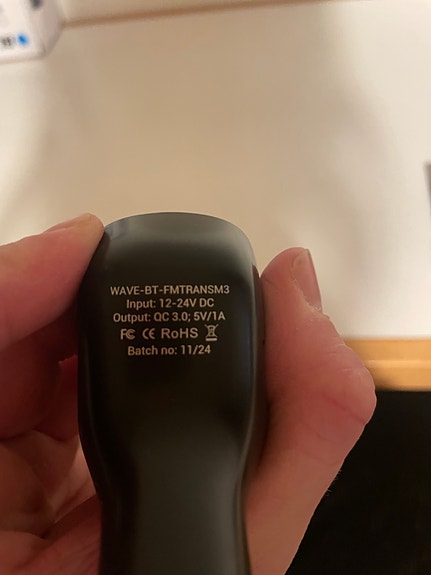 WAVE-BT-FMTRANSM3
Input: 12-24V DC
Output: QC 3.0; 5V/1A
FC CE RoHS
Batch no: 11/24